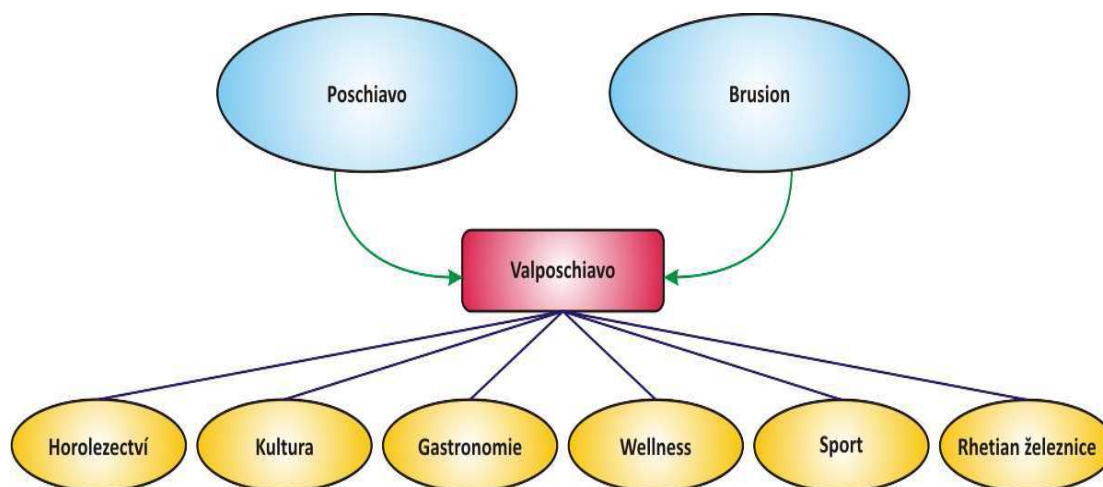 Poschiavo
Brusion
Valposchiavo
Horolezectví
Kultura
Gastronomie
Wellness
Sport
Rhetian železnice